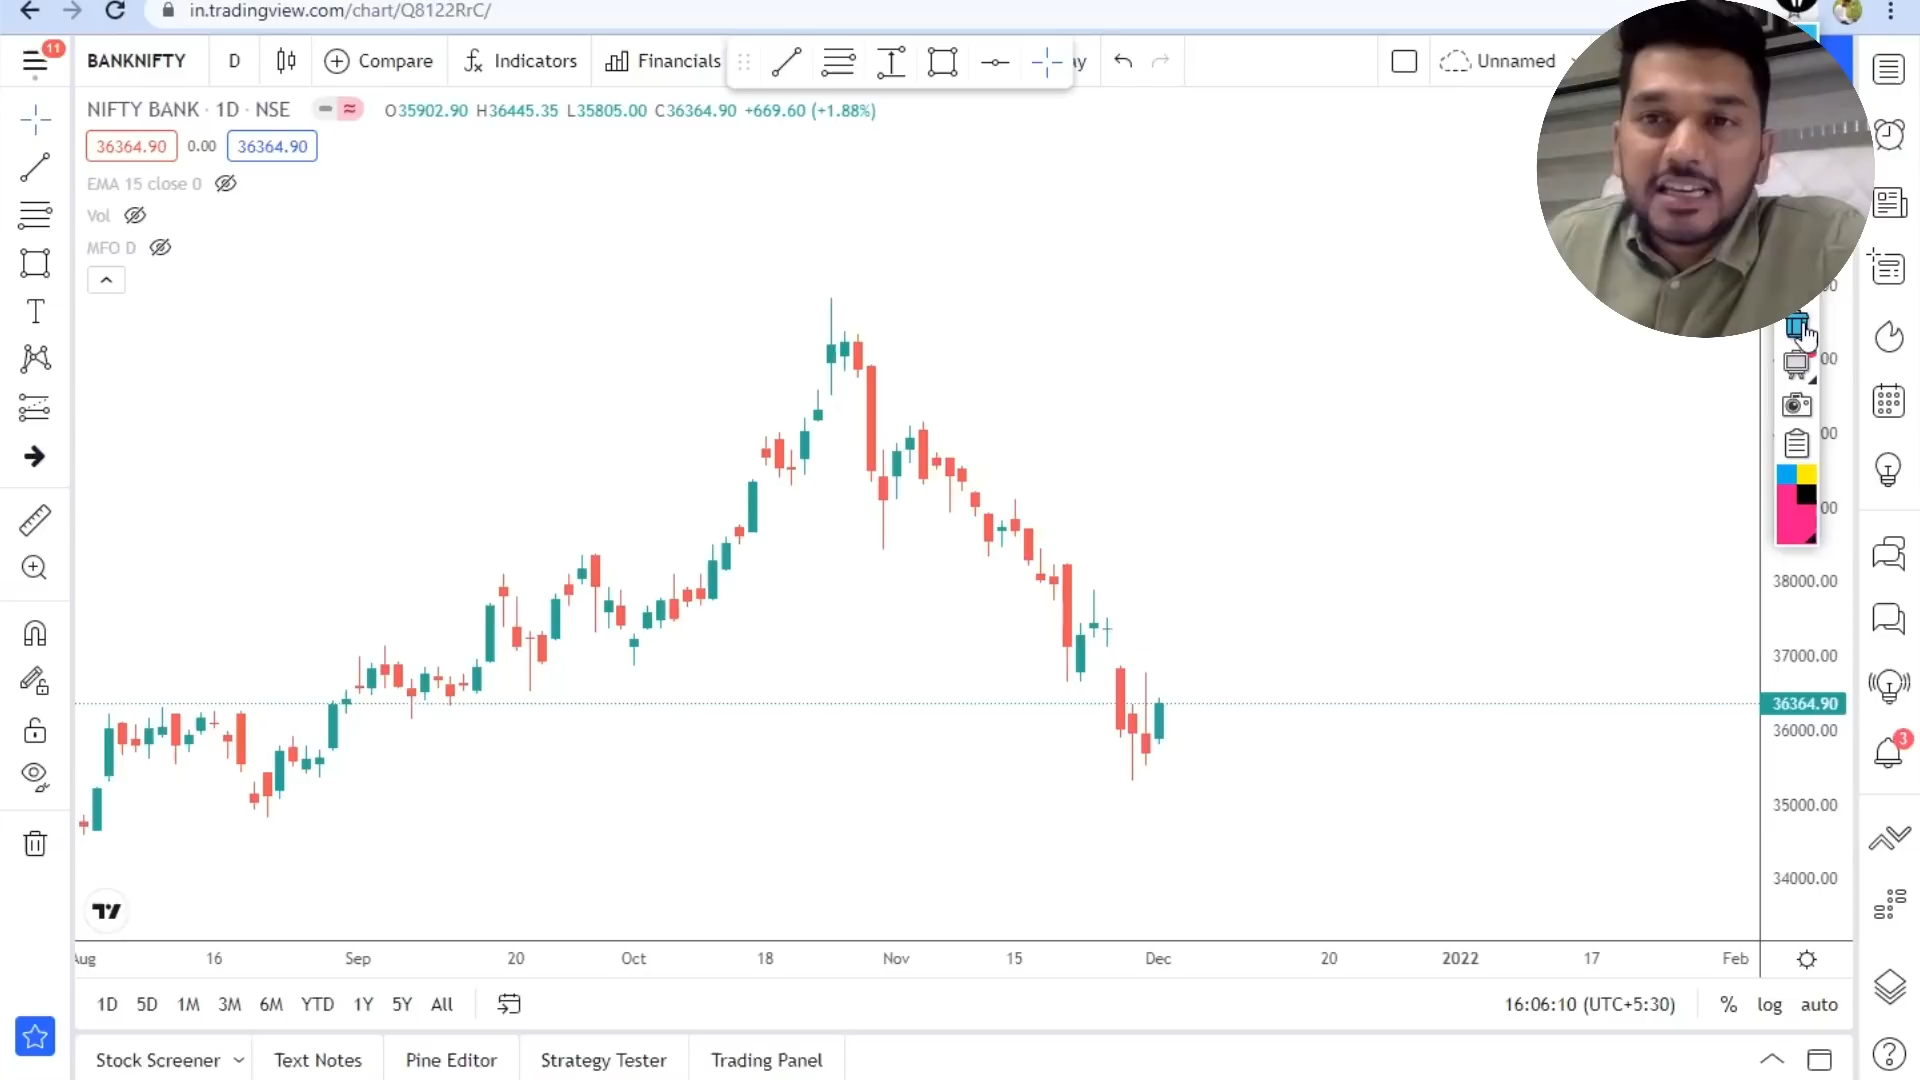 in.tradingview.com/chart/Q8122RrC/
11
BANKNIFTY D Compare Indicators Financials ay Unnamed
NIFTY BANK · 1D · NSE O35902.90 H36445.35 L35805.00 C36364.90 +669.60 (+1.88%)
36364.90 0.00 36364.90
EMA 15 close 0
Vol
MFO D
T
00
00
00
38000.00
37000.00
36364.90
36000.00
3
35000.00
34000.00
Aug 16 Sep 20 Oct 18 Nov 15 Dec 20 2022 17 Feb
1D 5D 1M 3M 6M YTD 1Y 5Y All 16:06:10 (UTC+5:30) % log auto
Stock Screener Text Notes Pine Editor Strategy Tester Trading Panel